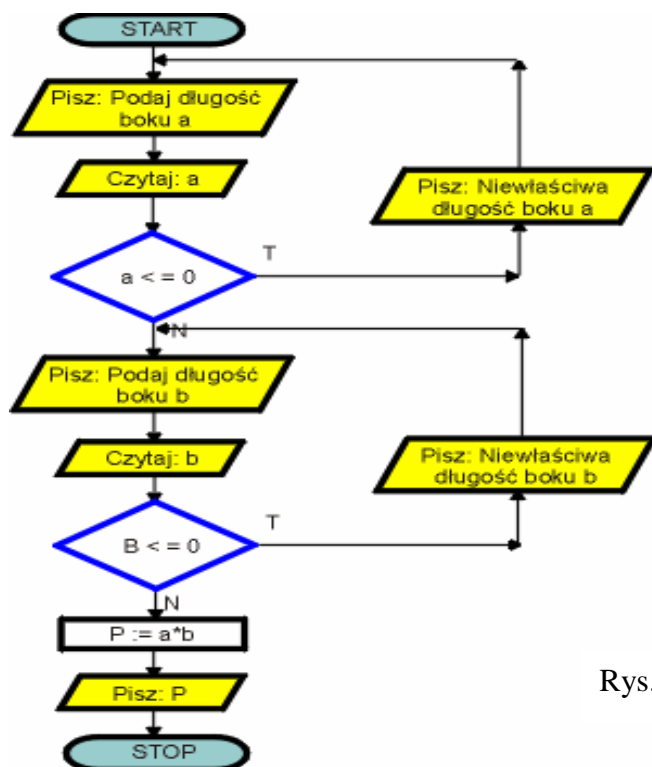 START
Pisz: Podaj długość
boku a
Czytaj: a
Pisz: Niewłaściwa
długość boku a
T
a < = 0
N
Pisz: Podaj długość
boku b
Czytaj: b
Pisz: Niewłaściwa
długość boku b
T
B < = 0
N
P := a*b
Pisz: P
Rys.
STOP